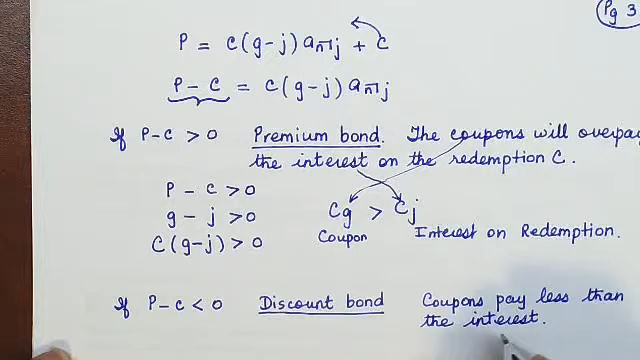 Pg 3
P = C(g-j) a n̅|j + C
P - C = C(g-j) a n̅|j
If P-C > 0 Premium bond. The coupons will overpay
the interest on the redemption C.
P - C > 0
g - j > 0 Cg > Cj
C(g-j) > 0 Coupon Interest on Redemption.
If P-C < 0 Discount bond Coupons pay less than
the interest.